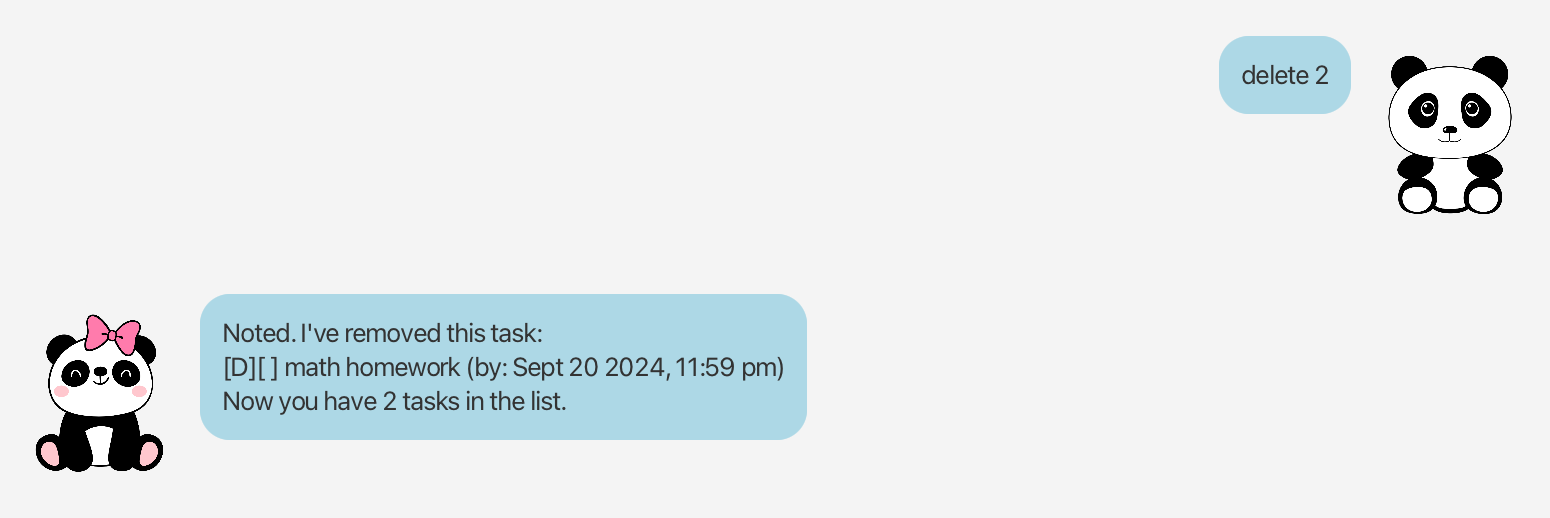 delete 2
Noted. I've removed this task:
[D][ ] math homework (by: Sept 20 2024, 11:59 pm)
Now you have 2 tasks in the list.